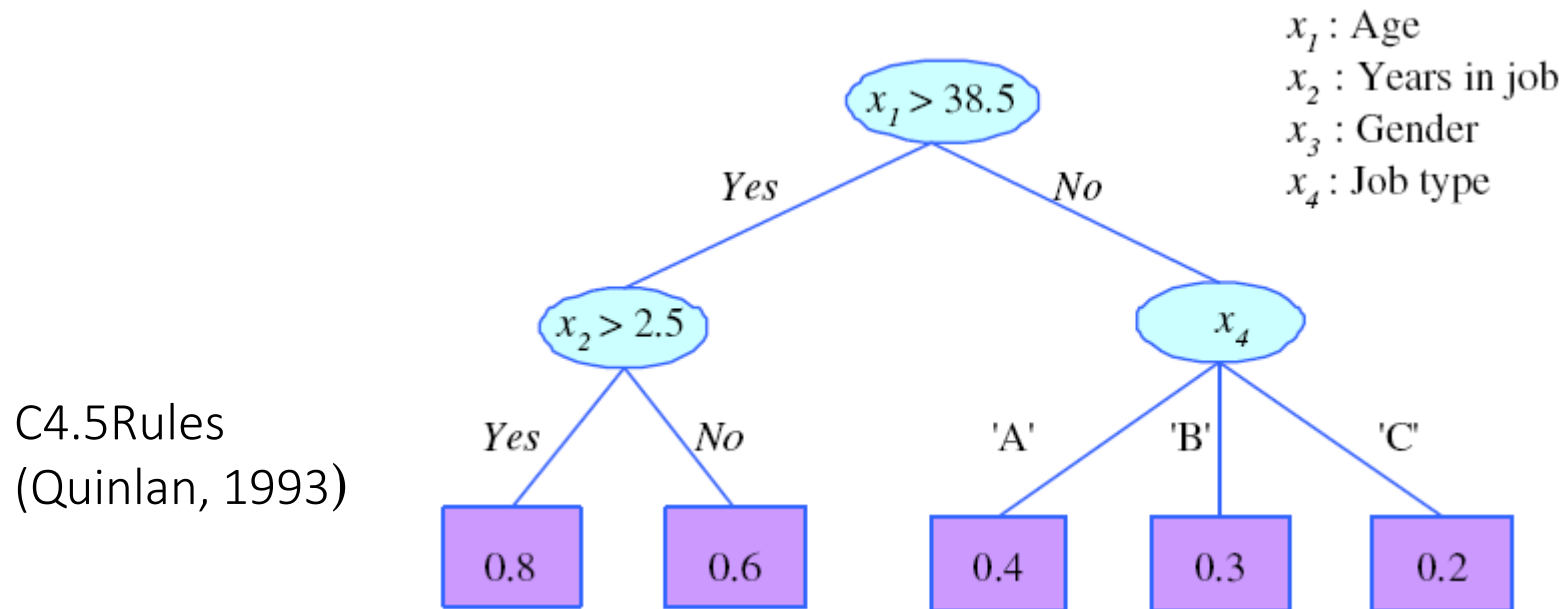 x1 : Age
x2 : Years in job
x3 : Gender
x4 : Job type
x1 > 38.5
Yes
No
x2 > 2.5
x4
C4.5Rules
(Quinlan, 1993)
Yes
No
'A'
'B'
'C'
0.8
0.6
0.4
0.3
0.2